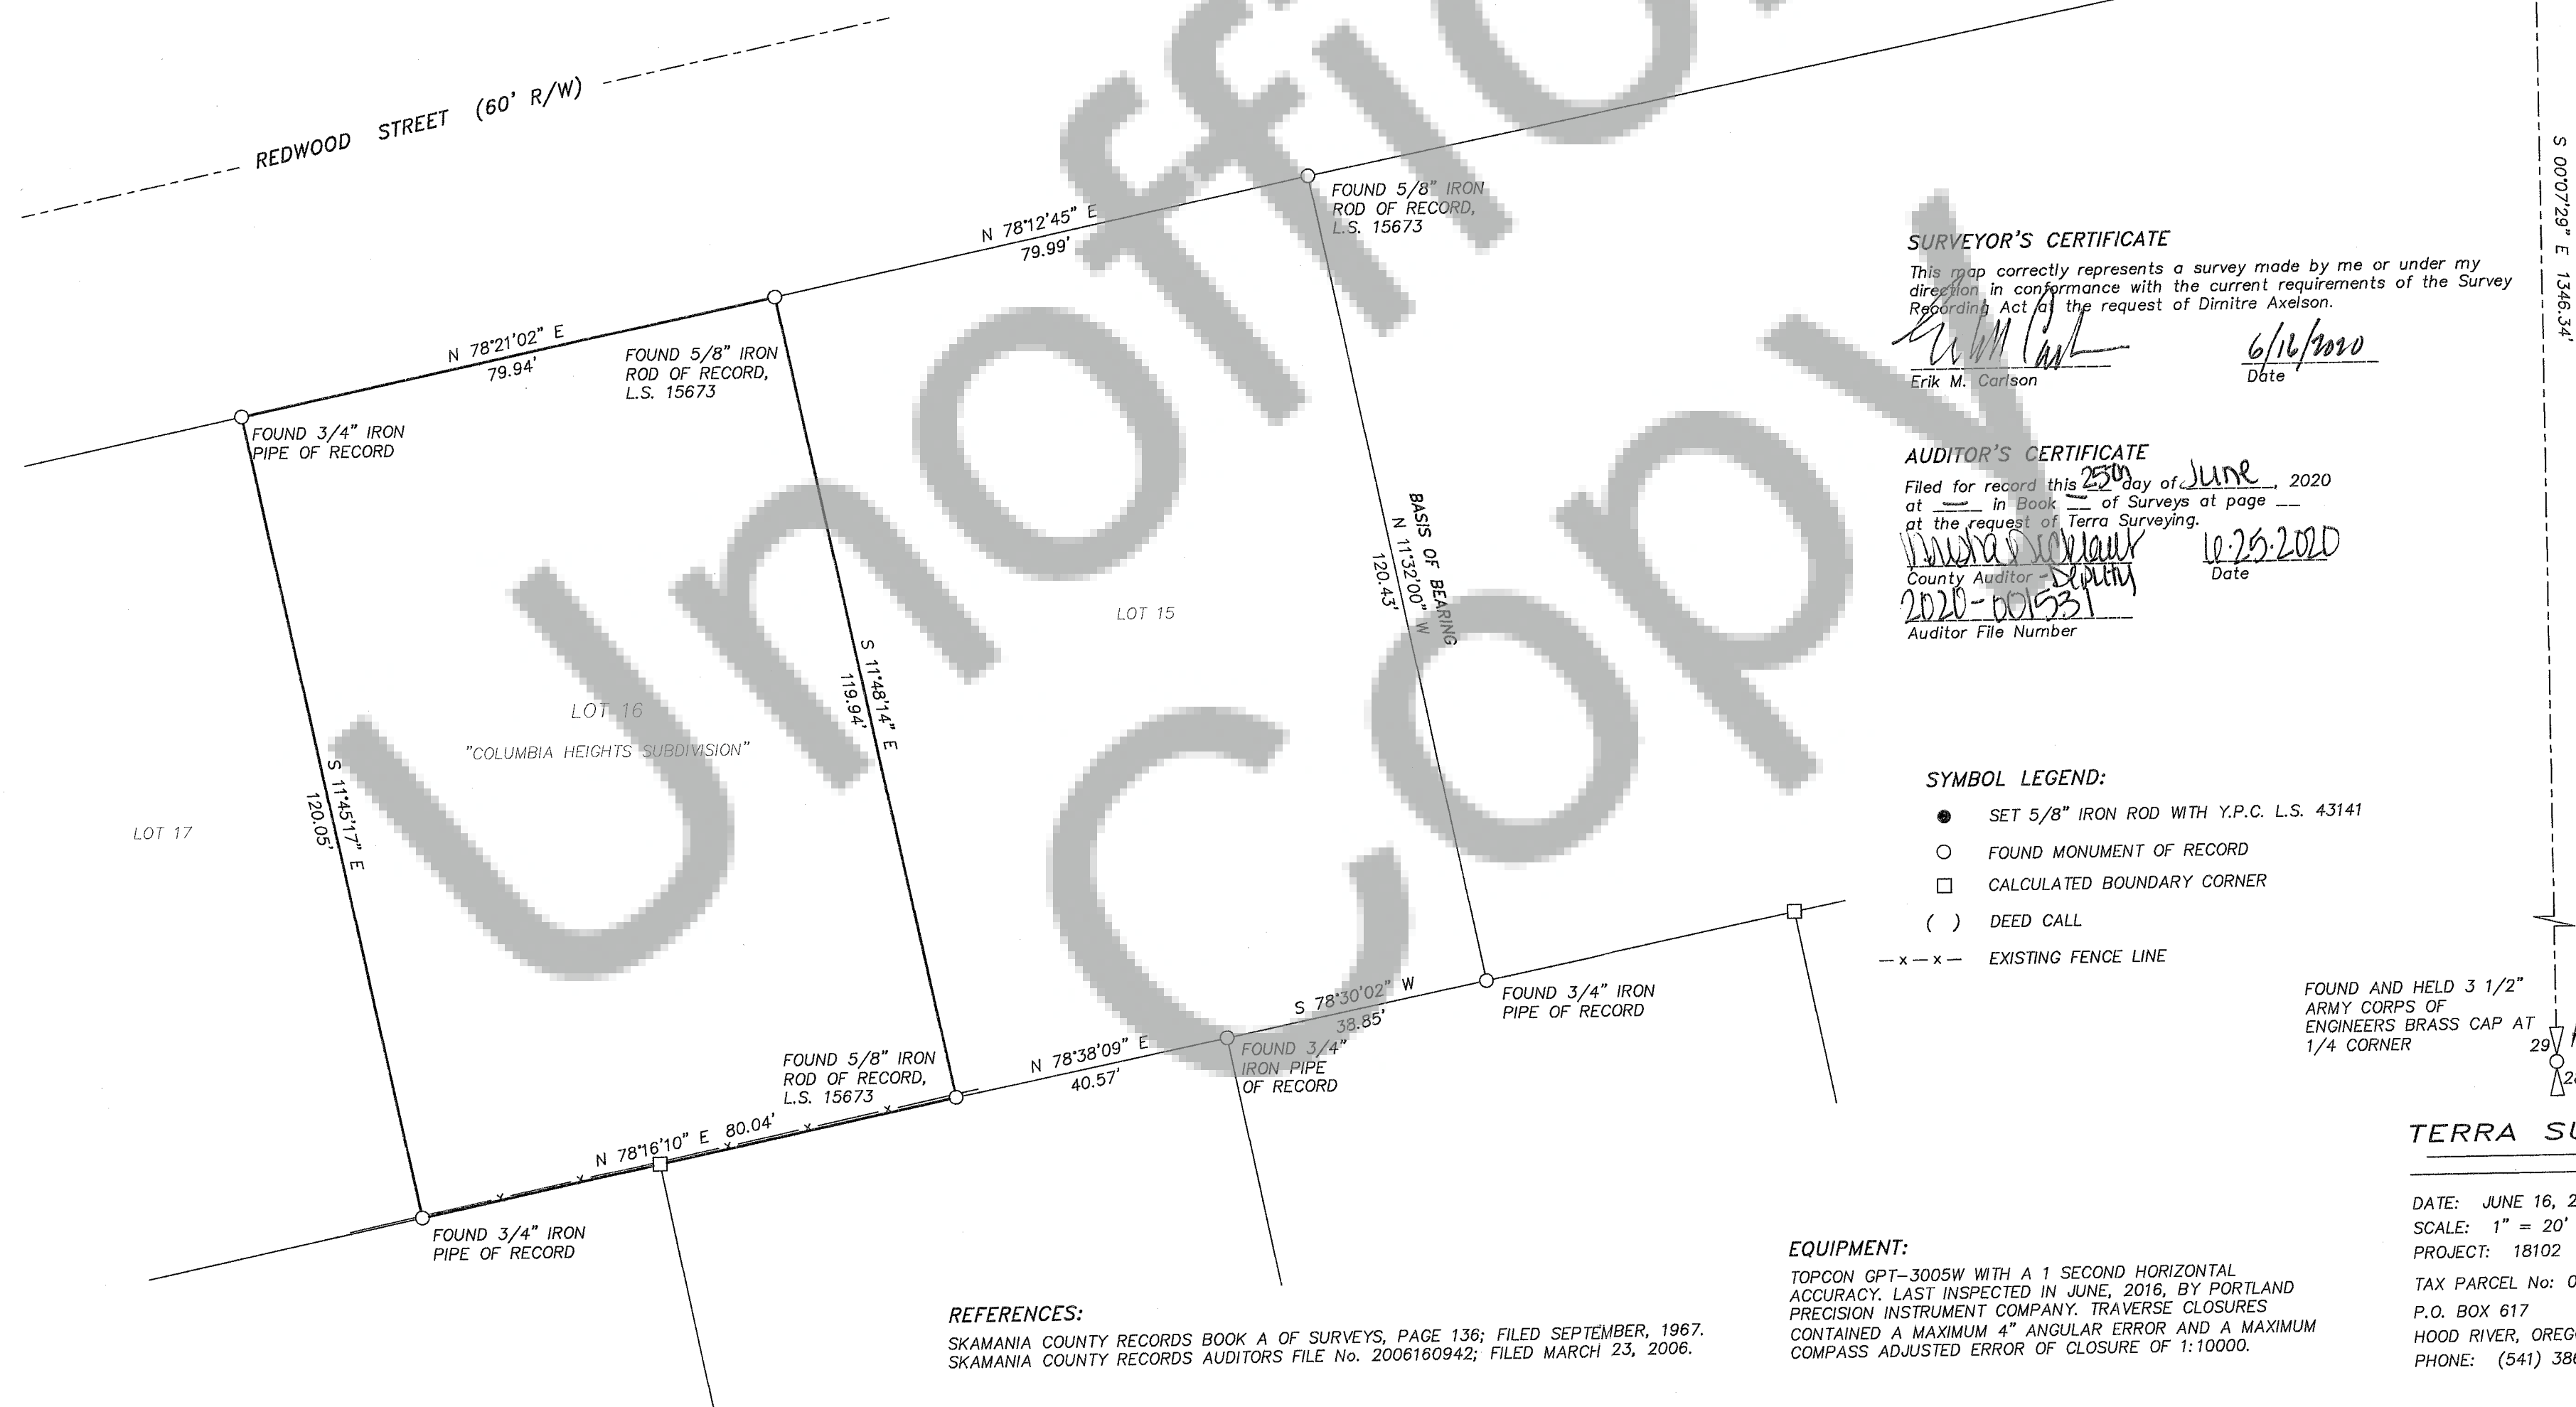 REDWOOD STREET (60' R/W)
N 78°12'45" E
79.99'
FOUND 5/8" IRON
ROD OF RECORD,
L.S. 15673
N 78°21'02" E
79.94'
FOUND 5/8" IRON
ROD OF RECORD,
L.S. 15673
FOUND 3/4" IRON
PIPE OF RECORD
S 00°07'29" E 1346.34'
SURVEYOR'S CERTIFICATE
This map correctly represents a survey made by me or under my
direction in conformance with the current requirements of the Survey
Recording Act at the request of Dimitre Axelson.
6/16/2020
Erik M. Carlson
Date
AUDITOR'S CERTIFICATE
Filed for record this 25th day of June, 2020
at __ in Book __ of Surveys at page __
at the request of Terra Surveying.
6.25.2020
County Auditor - Deputy
Date
2020-001531
Auditor File Number
BASIS OF BEARING
N 11°32'00" W
120.43'
LOT 15
S 11°48'14" E
119.94'
LOT 16
"COLUMBIA HEIGHTS SUBDIVISION"
S 11°45'17" E
120.05'
LOT 17
SYMBOL LEGEND:
SET 5/8" IRON ROD WITH Y.P.C. L.S. 43141
FOUND MONUMENT OF RECORD
CALCULATED BOUNDARY CORNER
( ) DEED CALL
—x—x— EXISTING FENCE LINE
S 78°30'02" W
38.85'
FOUND 3/4" IRON
PIPE OF RECORD
FOUND 3/4"
IRON PIPE
OF RECORD
N 78°38'09" E
40.57'
FOUND 5/8" IRON
ROD OF RECORD,
L.S. 15673
N 78°16'10" E 80.04'
FOUND 3/4" IRON
PIPE OF RECORD
FOUND AND HELD 3 1/2"
ARMY CORPS OF
ENGINEERS BRASS CAP AT
1/4 CORNER
29
TERRA
DATE: JUNE 16,
SCALE: 1" = 20'
PROJECT: 18102
TAX PARCEL No:
P.O. BOX 617
HOOD RIVER,
PHONE: (541)
REFERENCES:
SKAMANIA COUNTY RECORDS BOOK A OF SURVEYS, PAGE 136; FILED SEPTEMBER, 1967.
SKAMANIA COUNTY RECORDS AUDITORS FILE No. 2006160942; FILED MARCH 23, 2006.
EQUIPMENT:
TOPCON GPT-3005W WITH A 1 SECOND HORIZONTAL
ACCURACY. LAST INSPECTED IN JUNE, 2016, BY PORTLAND
PRECISION INSTRUMENT COMPANY. TRAVERSE CLOSURES
CONTAINED A MAXIMUM 4" ANGULAR ERROR AND A MAXIMUM
COMPASS ADJUSTED ERROR OF CLOSURE OF 1:10000.
Copy